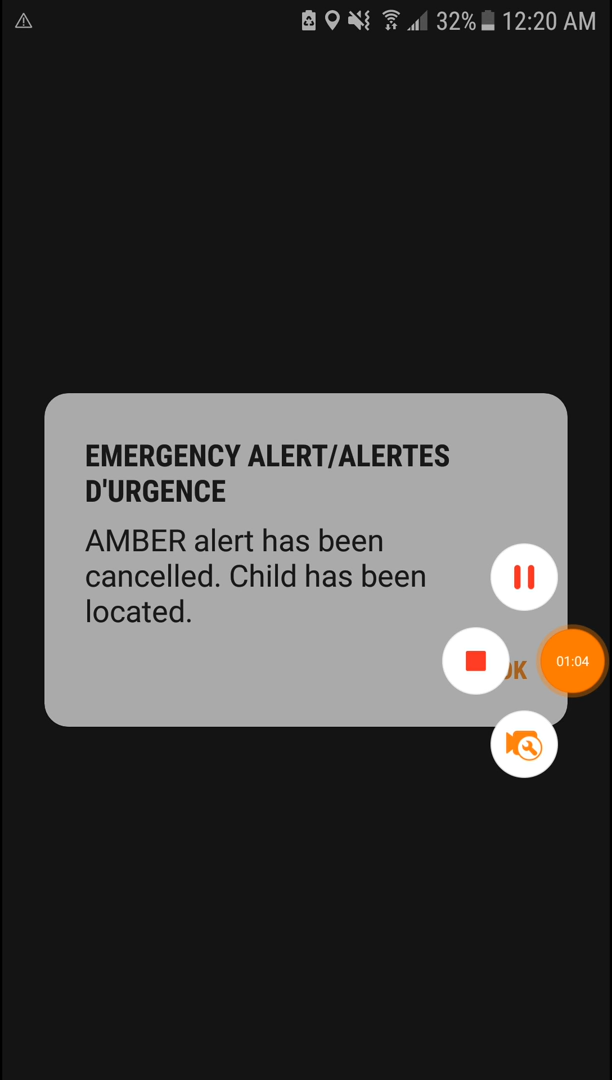 32% 12:20 AM
EMERGENCY ALERT/ALERTES
D'URGENCE
AMBER alert has been
cancelled. Child has been
located.
OK
01:04